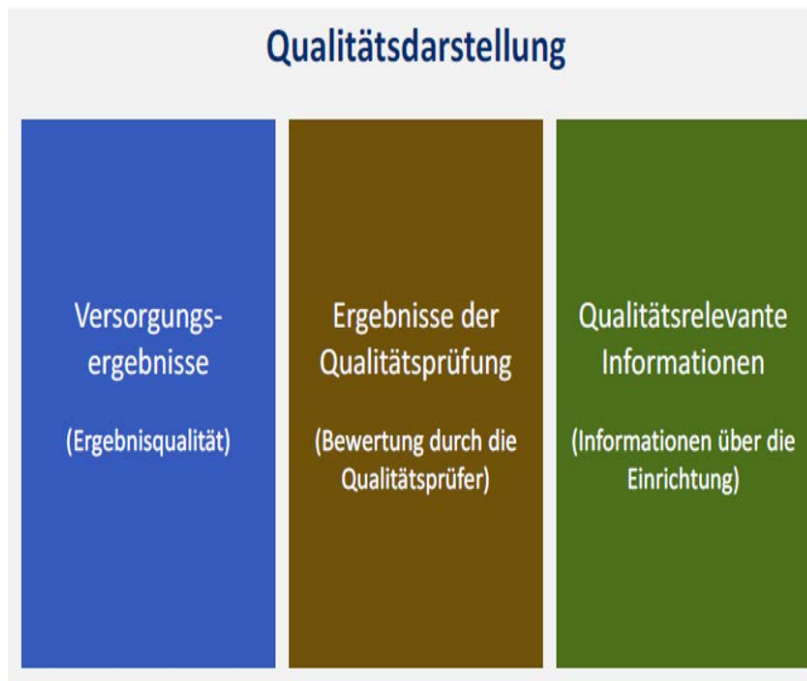 Qualitätsdarstellung
Versorgungs-
ergebnisse
(Ergebnisqualität)
Ergebnisse der
Qualitätsprüfung
(Bewertung durch die
Qualitätsprüfer)
Qualitätsrelevante
Informationen
(Informationen über die
Einrichtung)